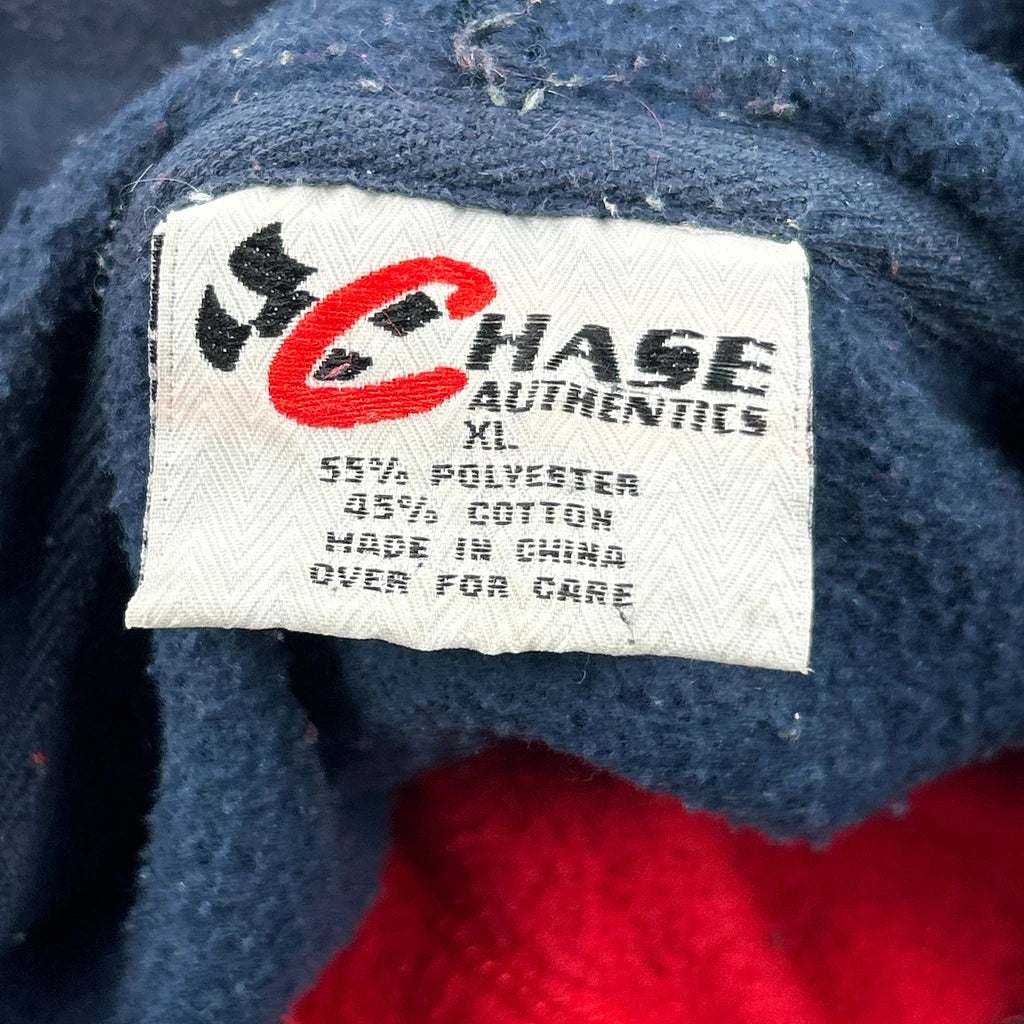 CHASE
AUTHENTICS
XL
55% POLYESTER
45% COTTON
MADE IN CHINA
OVER FOR CARE